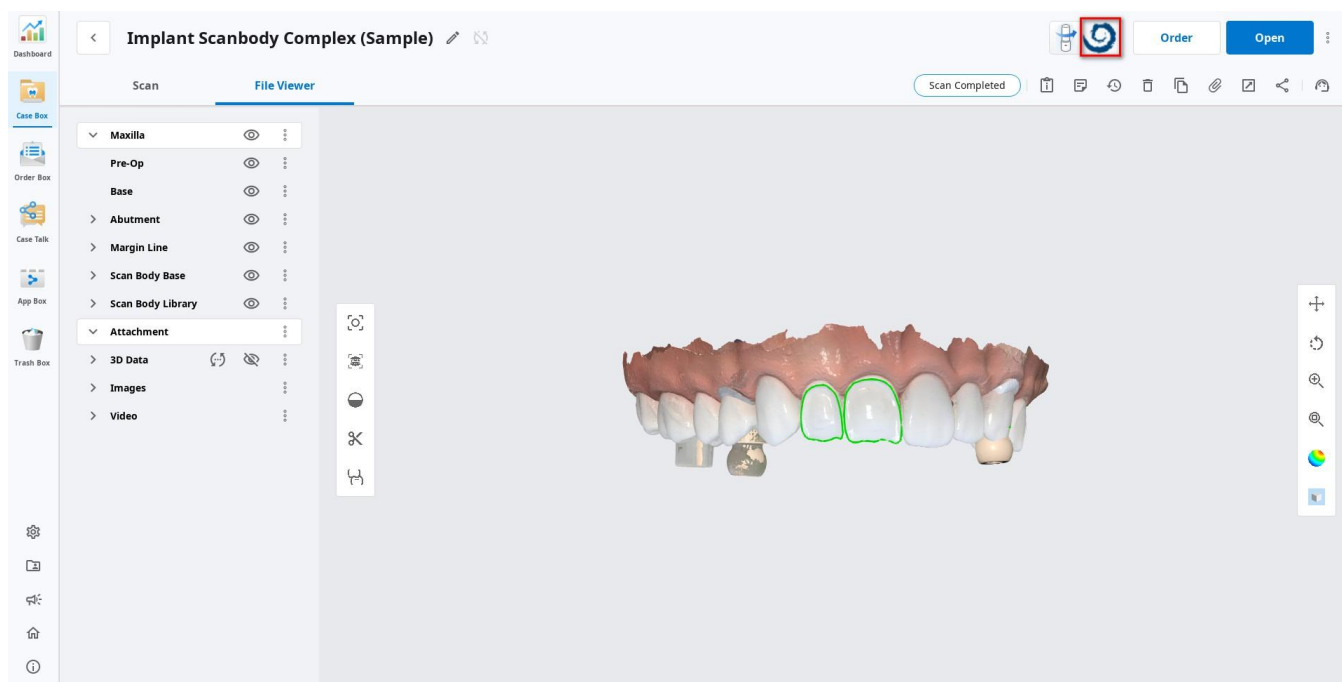 Dashboard
Implant Scanbody Complex (Sample)
Order
Open
Scan
File Viewer
Scan Completed
Case Box
Order Box
Case Talk
App Box
Trash Box
Maxilla
Pre-Op
Base
Abutment
Margin Line
Scan Body Base
Scan Body Library
Attachment
3D Data
Images
Video